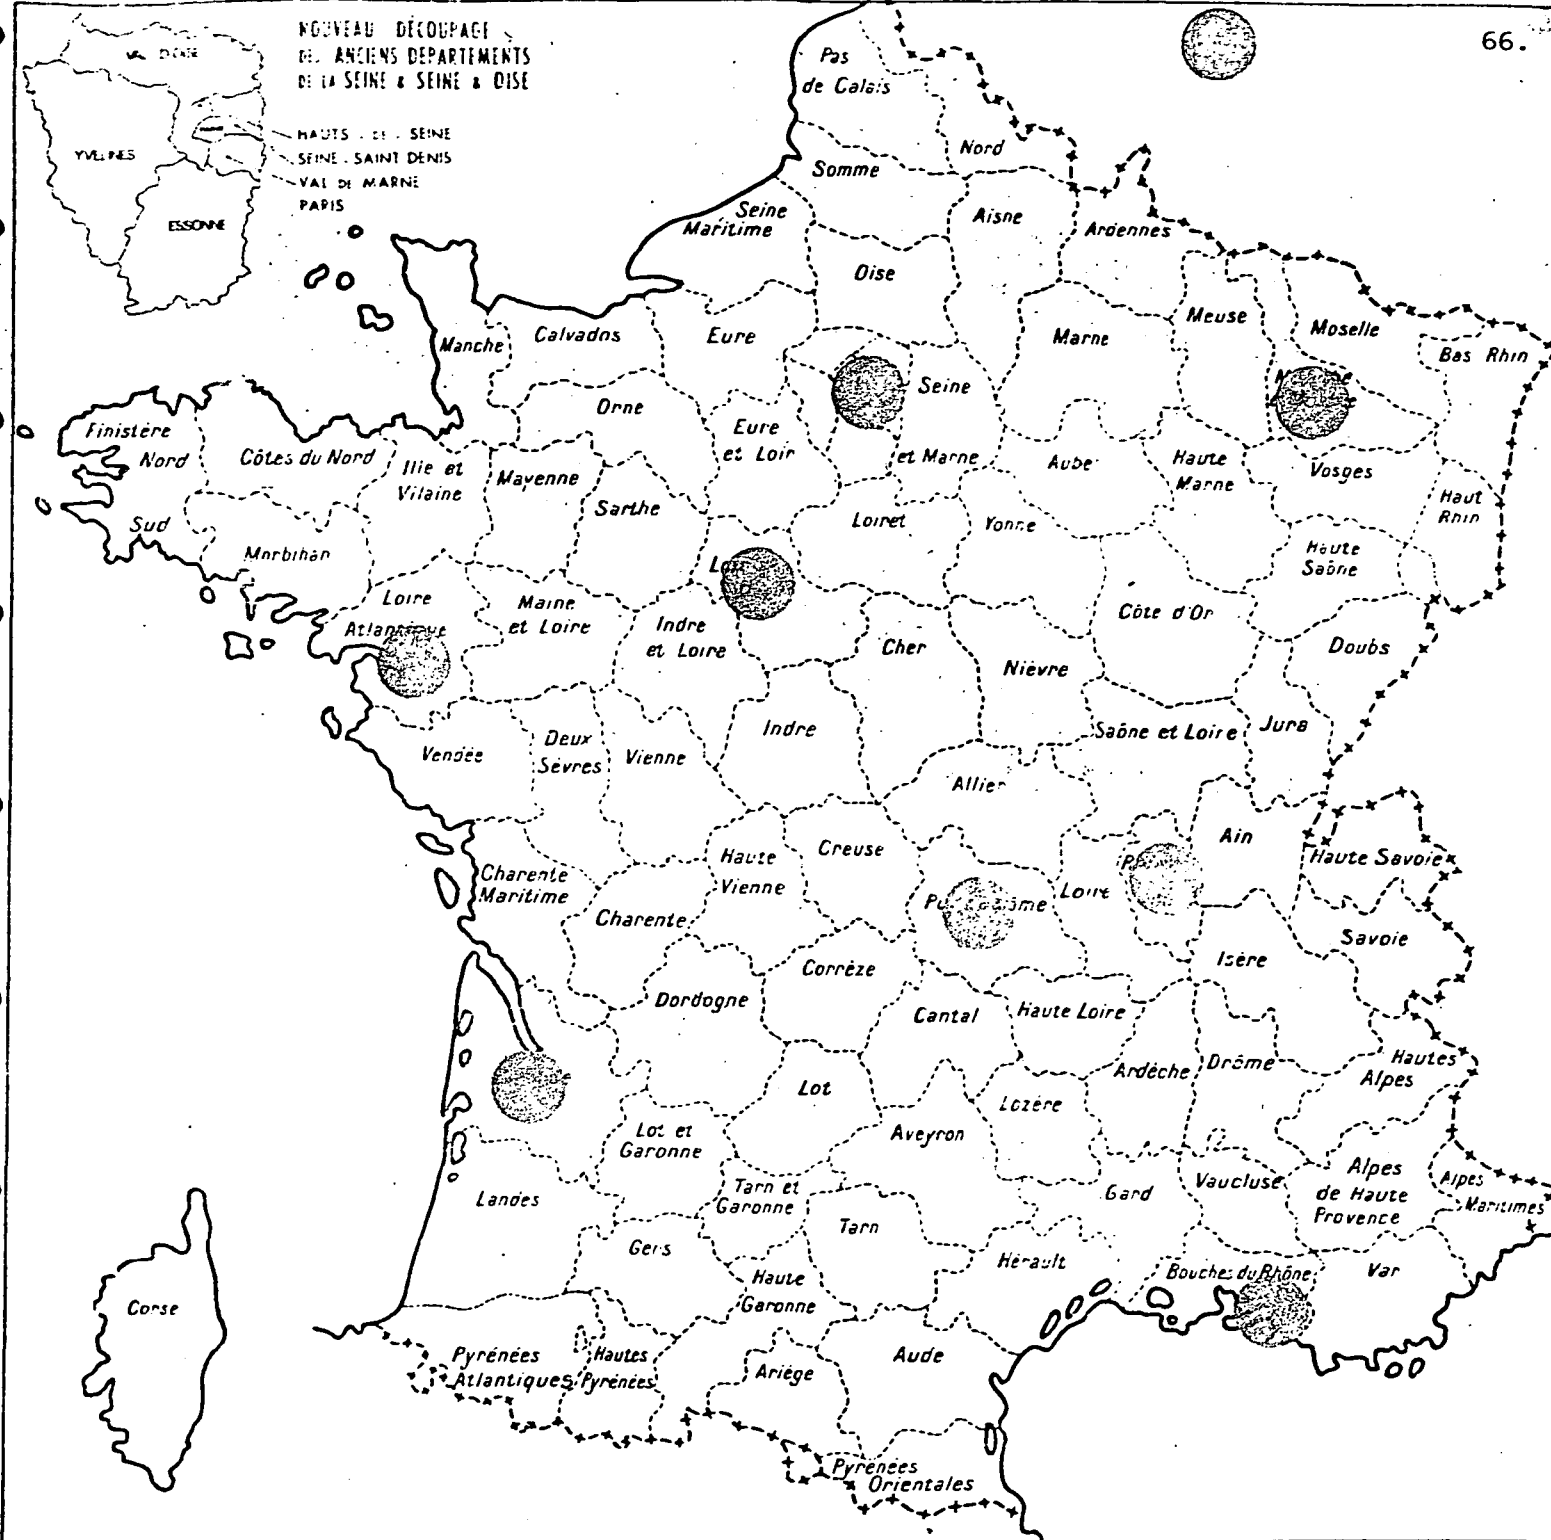 NOUVEAU DÉCOUPAGE
DES ANCIENS DEPARTEMENTS
DE LA SEINE & SEINE & OISE
66.
VAL D'OISE
HAUTS - DE - SEINE
SEINE - SAINT DENIS
VAL DE MARNE
PARIS
YVELINES
ESSONNE
Pas
de Calais
Nord
Somme
Seine
Maritime
Aisne
Ardennes
Oise
Manche
Calvados
Eure
Marne
Meuse
Moselle
Bas Rhin
Orne
Seine
et Marne
Finistère
Nord
Sud
Côtes du Nord
Ille et
Vilaine
Mayenne
Sarthe
Eure
et Loir
Aube
Haute
Marne
Vosges
Haut
Rhin
Morbihan
Loiret
Yonne
Haute
Saône
Loire
Atlantique
Maine
et Loire
Indre
et Loire
Cher
Nièvre
Côte d'Or
Doubs
Vendée
Deux
Sèvres
Vienne
Indre
Allier
Saône et Loire
Jura
Charente
Maritime
Charente
Haute
Vienne
Creuse
Loire
Ain
Haute Savoie
Savoie
Isère
Dordogne
Corrèze
Cantal
Haute Loire
Ardèche
Drôme
Hautes
Alpes
Lot
Lozère
Lot et
Garonne
Aveyron
Landes
Tarn et
Garonne
Tarn
Gard
Vaucluse
Alpes
de Haute
Provence
Alpes
Maritimes
Gers
Haute
Garonne
Hérault
Bouches du Rhône
Var
Corse
Pyrénées
Atlantiques
Hautes
Pyrénées
Ariège
Aude
Pyrénées
Orientales